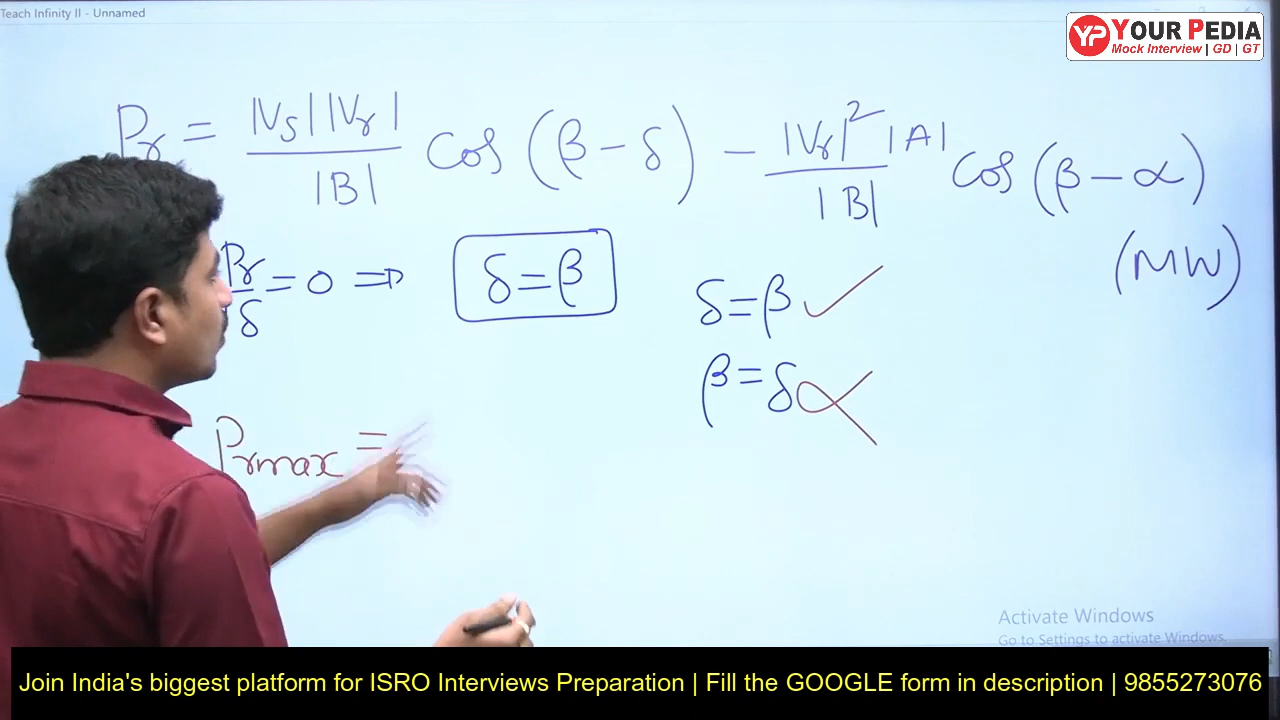 Teach Infinity II - Unnamed
YP YOUR PEDIA
Mock Interview | GD | GT
Pr = |Vs| |Vr| / |B| cos (β - δ) - |Vr|² |A| / |B| cos (β - α)
(MW)
Pr / δ = 0 ⇒ δ = β
δ = β ✓
β = δ ✗
Prmax =
Activate Windows
Go to Settings to activate Windows.
Join India's biggest platform for ISRO Interviews Preparation | Fill the GOOGLE form in description | 9855273076